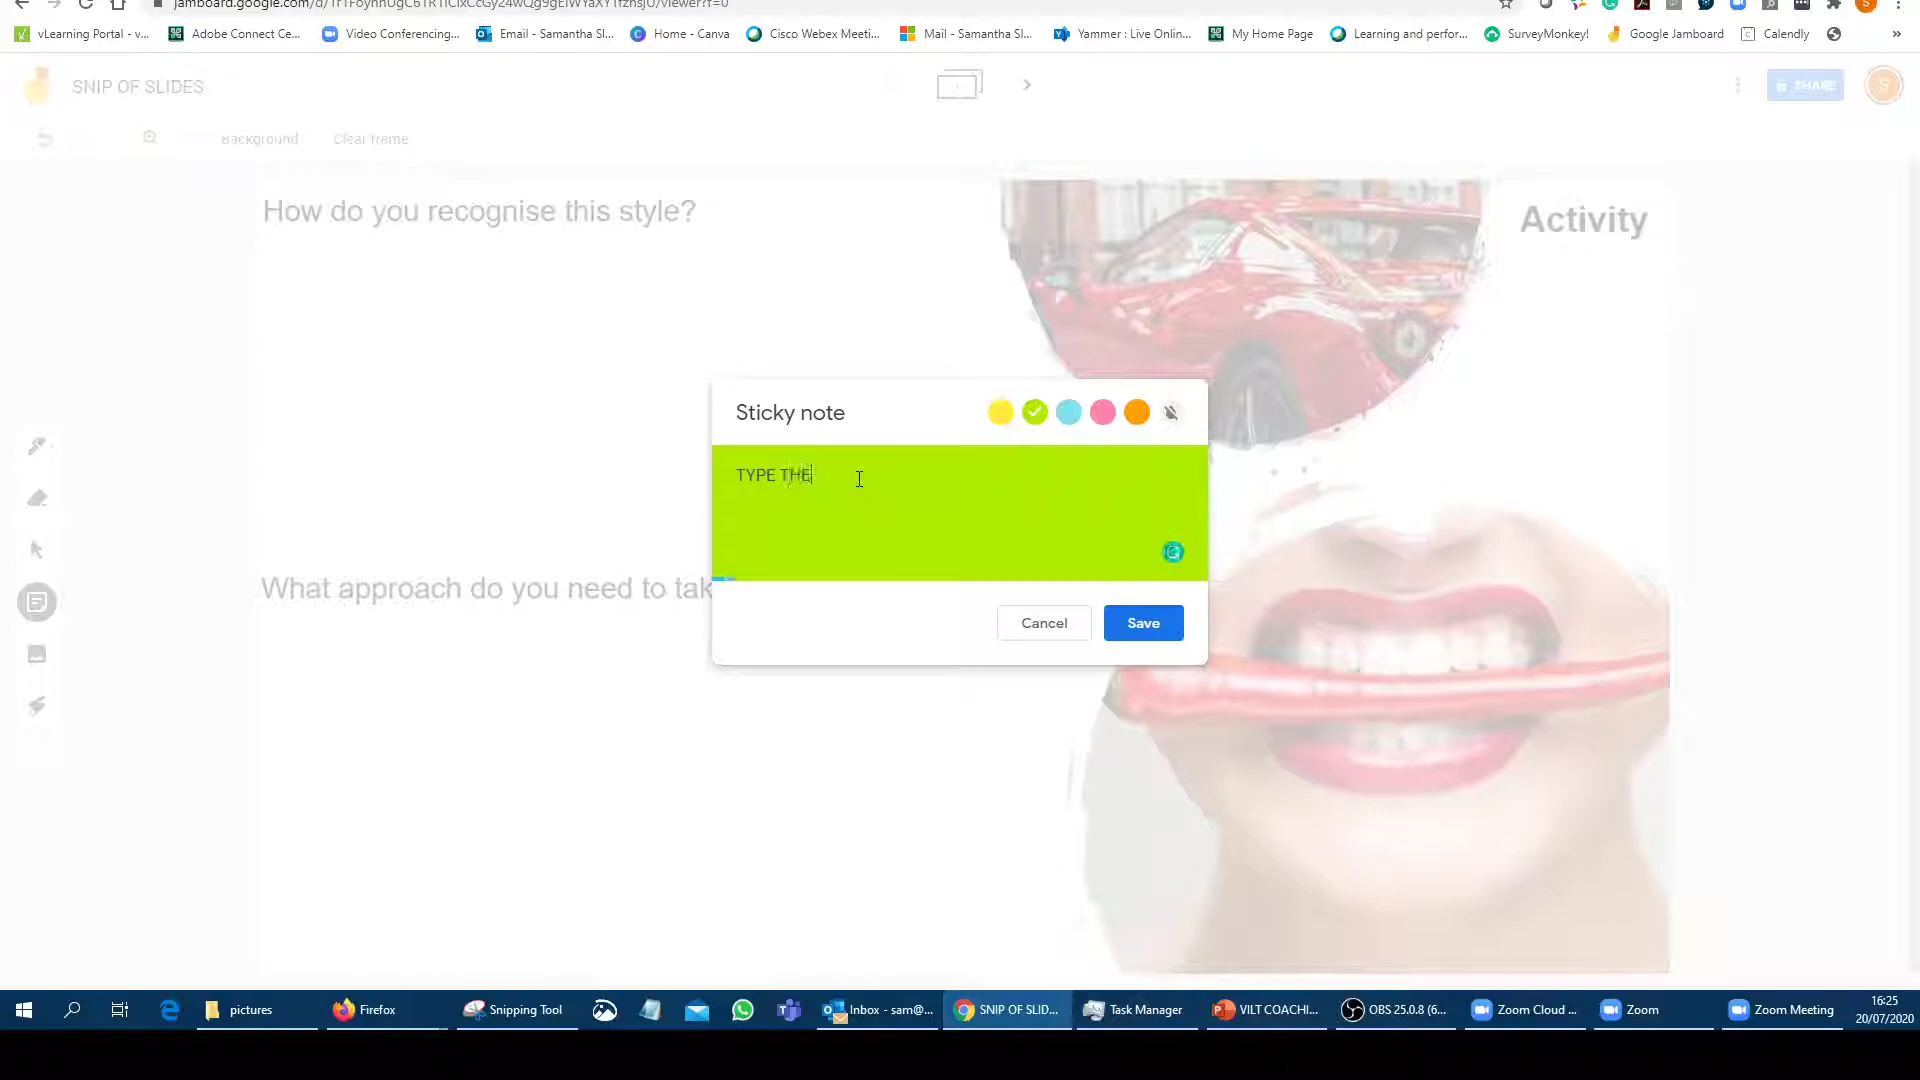 vLearning Portal - v...
Adobe Connect Ce...
Video Conferencing...
Email - Samantha Sl...
Home - Canva
Cisco Webex Meeti...
Mail - Samantha Sl...
Yammer : Live Onlin...
My Home Page
Learning and perfor...
SurveyMonkey!
Google Jamboard
Calendly
»
SNIP OF SLIDES
SHARE
S
Background
Clear frame
How do you recognise this style?
Activity
Sticky note
TYPE THE
What approach do you need to tak
Cancel
Save
pictures
Firefox
Snipping Tool
Inbox - sam@...
SNIP OF SLID...
Task Manager
VILT COACHI...
OBS 25.0.8 (6...
Zoom Cloud ...
Zoom
Zoom Meeting
16:25
20/07/2020